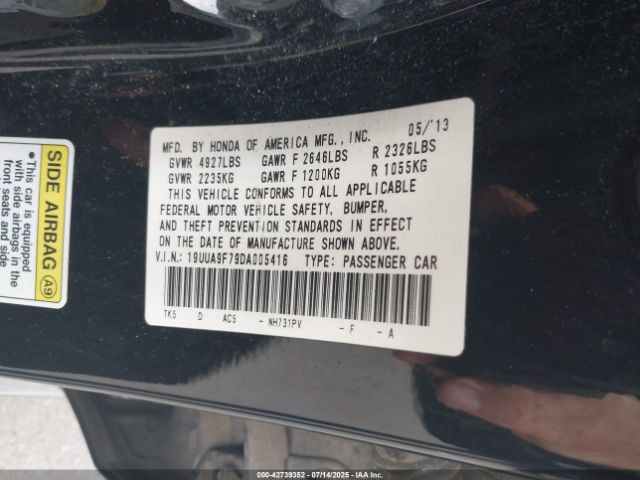 MFD. BY HONDA OF AMERICA MFG., INC. 05/'13
GVWR 4927LBS GAWR F 2646LBS R 2326LBS
GVWR 2235KG GAWR F 1200KG R 1055KG
THIS VEHICLE CONFORMS TO ALL APPLICABLE
FEDERAL MOTOR VEHICLE SAFETY, BUMPER,
AND THEFT PREVENTION STANDARDS IN EFFECT
ON THE DATE OF MANUFACTURE SHOWN ABOVE.
V.I.N.: 19UUA9F79DA005416 TYPE: PASSENGER CAR
TK5 D AC5 - NH731PV - F - A
SIDE AIRBAG A9
• This car is equipped
with side airbags in the
front seats and side
000-42739352 - 07/14/2025 - IAA Inc.